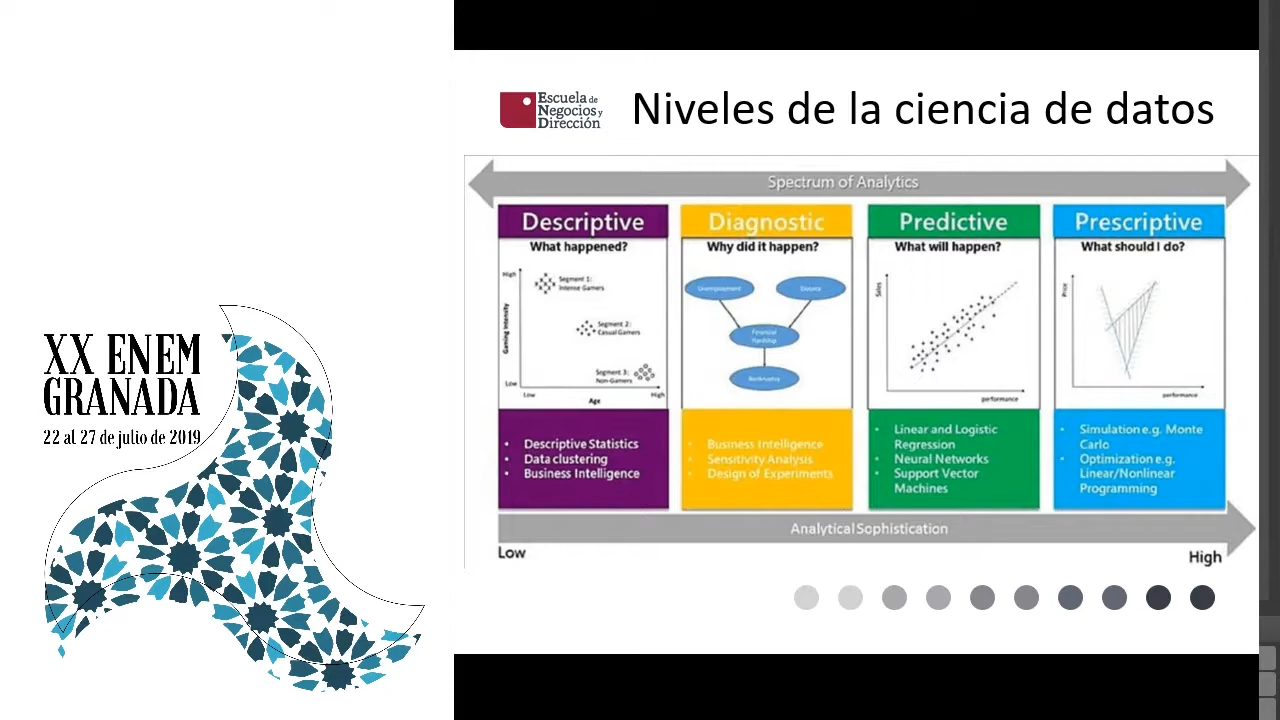 XX ENEM
GRANADA
22 al 27 de julio de 2019
Escuela de
Negocios y
Dirección
Niveles de la ciencia de datos
Spectrum of Analytics
Descriptive
What happened?
High
Gaming Intensity
Low
Segment 1:
Intense Gamers
Segment 2:
Casual Gamers
Segment 3:
Non-Gamers
Low
High
Age
• Descriptive Statistics
• Data clustering
• Business Intelligence
Diagnostic
Why did it happen?
Unemployment
Divorce
Financial
Hardship
Bankruptcy
• Business Intelligence
• Sensitivity Analysis
• Design of Experiments
Predictive
What will happen?
Sales
performance
• Linear and Logistic
Regression
• Neural Networks
• Support Vector
Machines
Prescriptive
What should I do?
Price
performance
• Simulation e.g. Monte
Carlo
• Optimization e.g.
Linear/Nonlinear
Programming
Analytical Sophistication
Low
High